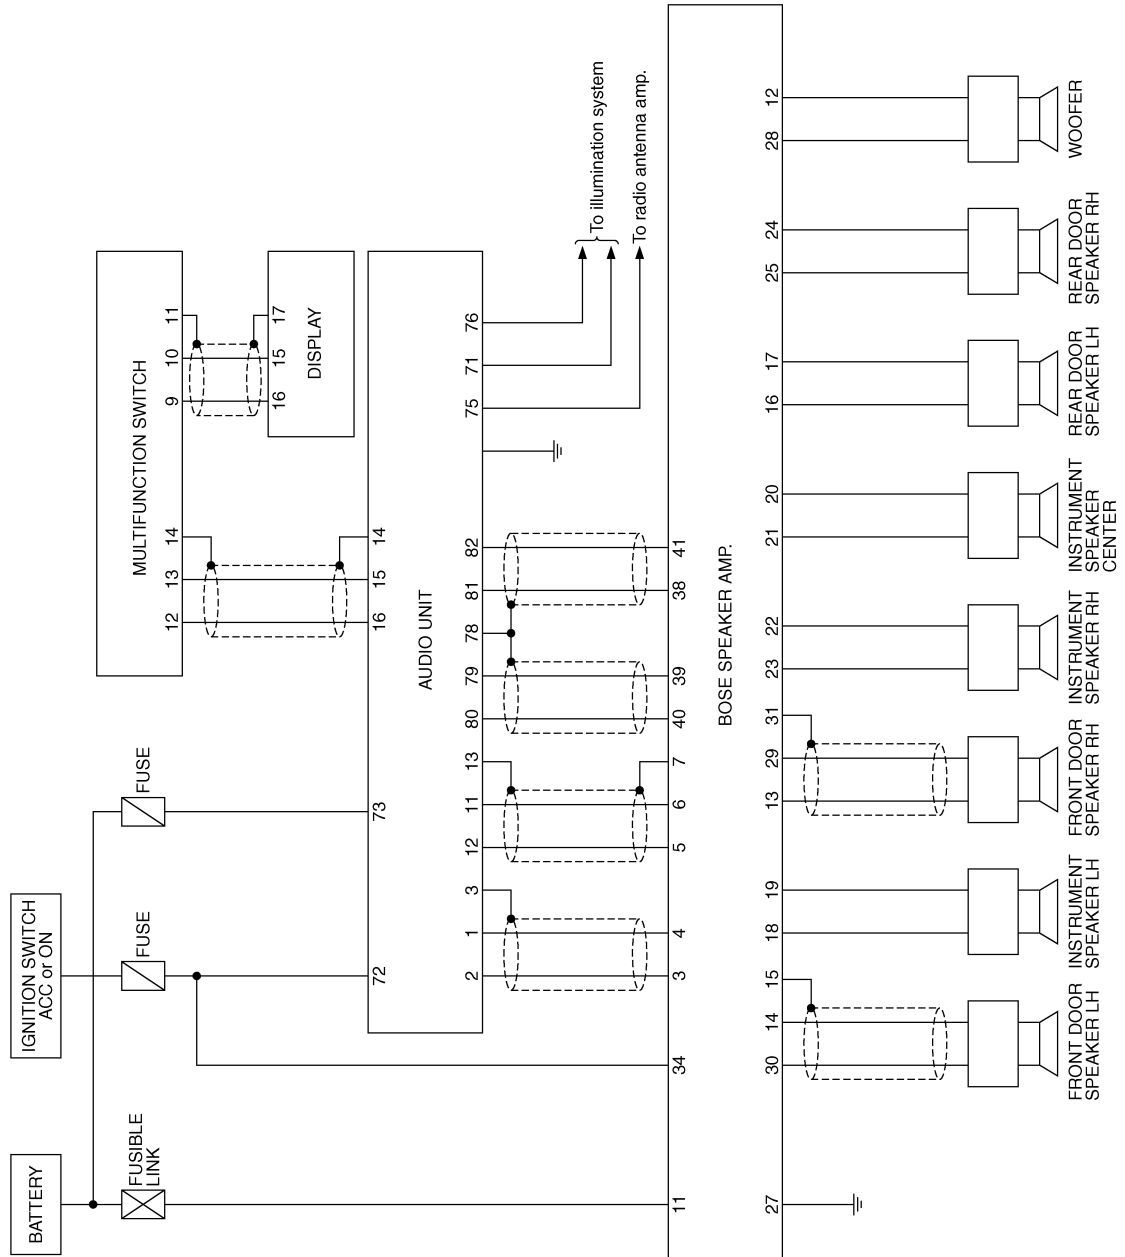 BATTERY
IGNITION SWITCH
ACC or ON
FUSIBLE
LINK
FUSE
FUSE
MULTIFUNCTION SWITCH
12 13 14 9 10 11
16 15 17
DISPLAY
72 73 16 15 14
AUDIO UNIT
2 1 3 12 11 13 80 79 78 81 82 75 71 76
To illumination system
To radio antenna amp.
11 34 3 4 5 6 7 40 39 38 41
BOSE SPEAKER AMP.
27 30 14 15 18 19 13 29 31 23 22 21 20 16 17 25 24 28 12
FRONT DOOR
SPEAKER LH
INSTRUMENT
SPEAKER LH
FRONT DOOR
SPEAKER RH
INSTRUMENT
SPEAKER RH
INSTRUMENT
SPEAKER
CENTER
REAR DOOR
SPEAKER LH
REAR DOOR
SPEAKER RH
WOOFER